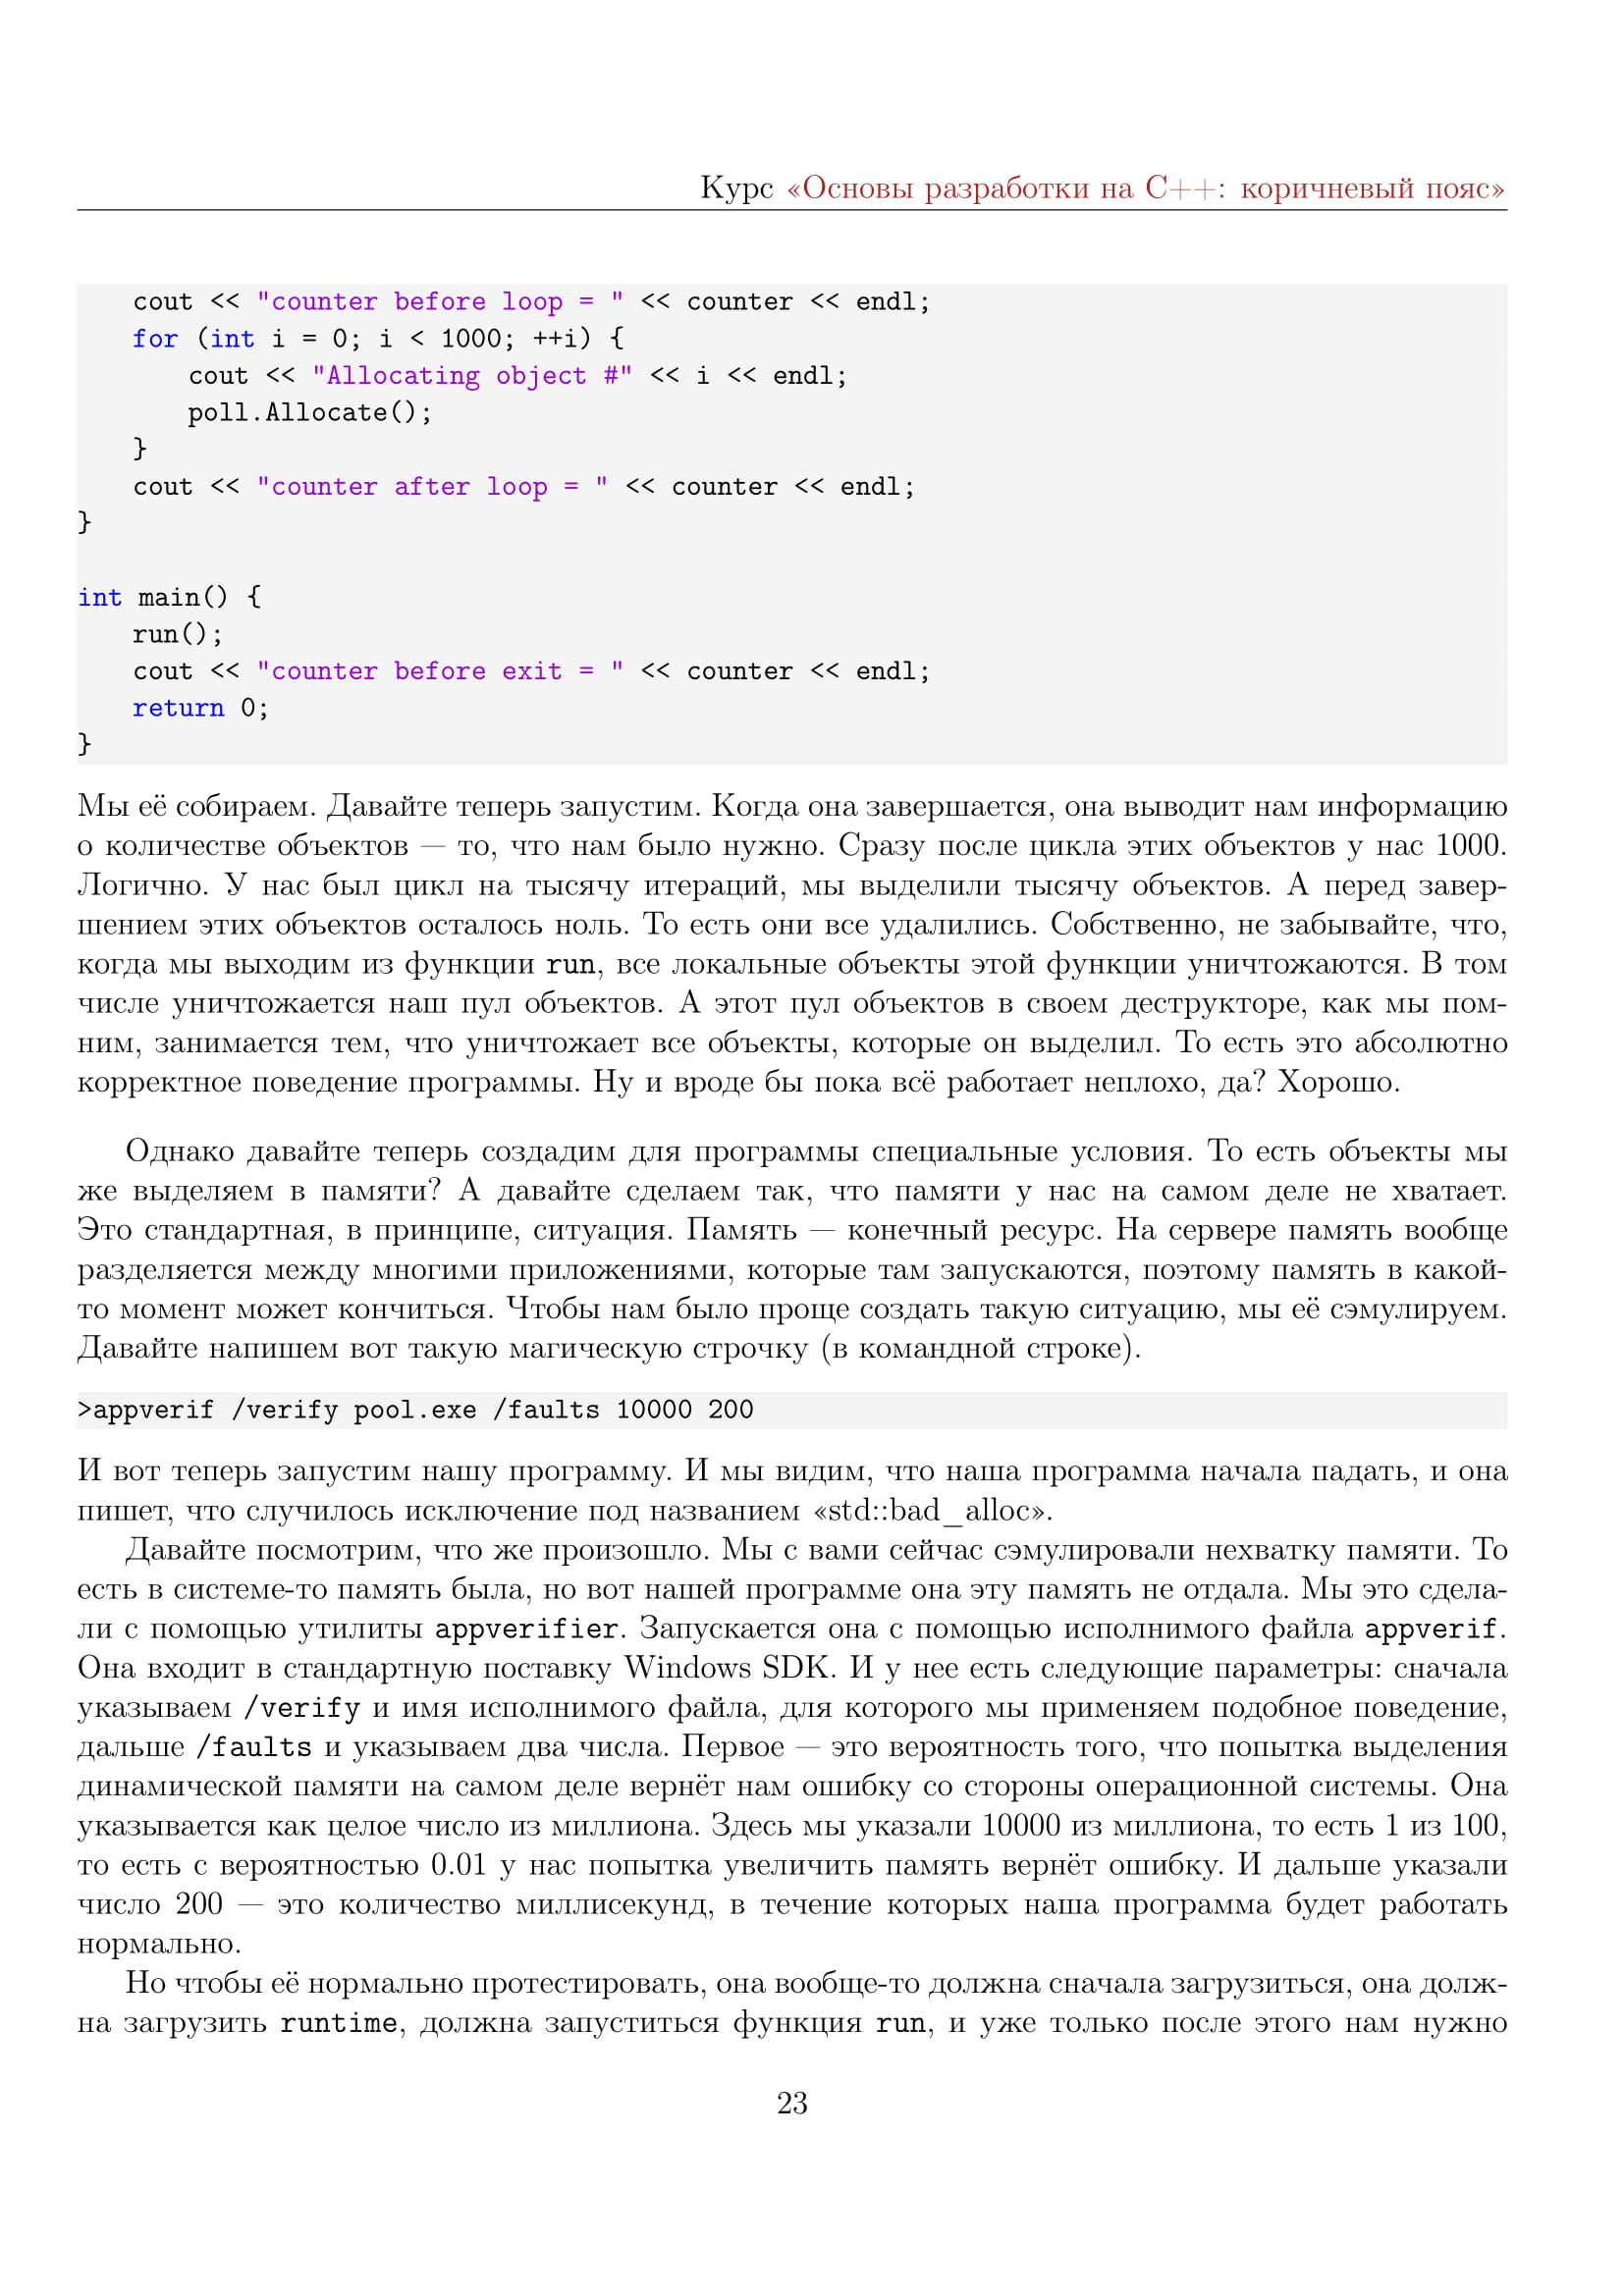 Курс «Основы разработки на C++: коричневый пояс»
cout << "counter before loop = " << counter << endl;
for (int i = 0; i < 1000; ++i) {
cout << "Allocating object #" << i << endl;
poll.Allocate();
}
cout << "counter after loop = " << counter << endl;
}
int main() {
run();
cout << "counter before exit = " << counter << endl;
return 0;
}
Мы её собираем. Давайте теперь запустим. Когда она завершается, она выводит нам информацию
о количестве объектов — то, что нам было нужно. Сразу после цикла этих объектов у нас 1000.
Логично. У нас был цикл на тысячу итераций, мы выделили тысячу объектов. А перед завер-
шением этих объектов осталось ноль. То есть они все удалились. Собственно, не забывайте, что,
когда мы выходим из функции run, все локальные объекты этой функции уничтожаются. В том
числе уничтожается наш пул объектов. А этот пул объектов в своем деструкторе, как мы пом-
ним, занимается тем, что уничтожает все объекты, которые он выделил. То есть это абсолютно
корректное поведение программы. Ну и вроде бы пока всё работает неплохо, да? Хорошо.
Однако давайте теперь создадим для программы специальные условия. То есть объекты мы
же выделяем в памяти? А давайте сделаем так, что памяти у нас на самом деле не хватает.
Это стандартная, в принципе, ситуация. Память — конечный ресурс. На сервере память вообще
разделяется между многими приложениями, которые там запускаются, поэтому память в какой-
то момент может кончиться. Чтобы нам было проще создать такую ситуацию, мы её сэмулируем.
Давайте напишем вот такую магическую строчку (в командной строке).
>appverif /verify pool.exe /faults 10000 200
И вот теперь запустим нашу программу. И мы видим, что наша программа начала падать, и она
пишет, что случилось исключение под названием «std::bad_alloc».
Давайте посмотрим, что же произошло. Мы с вами сейчас сэмулировали нехватку памяти. То
есть в системе-то память была, но вот нашей программе она эту память не отдала. Мы это сдела-
ли с помощью утилиты appverifier. Запускается она с помощью исполнимого файла appverif.
Она входит в стандартную поставку Windows SDK. И у нее есть следующие параметры: сначала
указываем /verify и имя исполнимого файла, для которого мы применяем подобное поведение,
дальше /faults и указываем два числа. Первое — это вероятность того, что попытка выделения
динамической памяти на самом деле вернёт нам ошибку со стороны операционной системы. Она
указывается как целое число из миллиона. Здесь мы указали 10000 из миллиона, то есть 1 из 100,
то есть с вероятностью 0.01 у нас попытка увеличить память вернёт ошибку. И дальше указали
число 200 — это количество миллисекунд, в течение которых наша программа будет работать
нормально.
Но чтобы её нормально протестировать, она вообще-то должна сначала загрузиться, она долж-
на загрузить runtime, должна запуститься функция run, и уже только после этого нам нужно
23